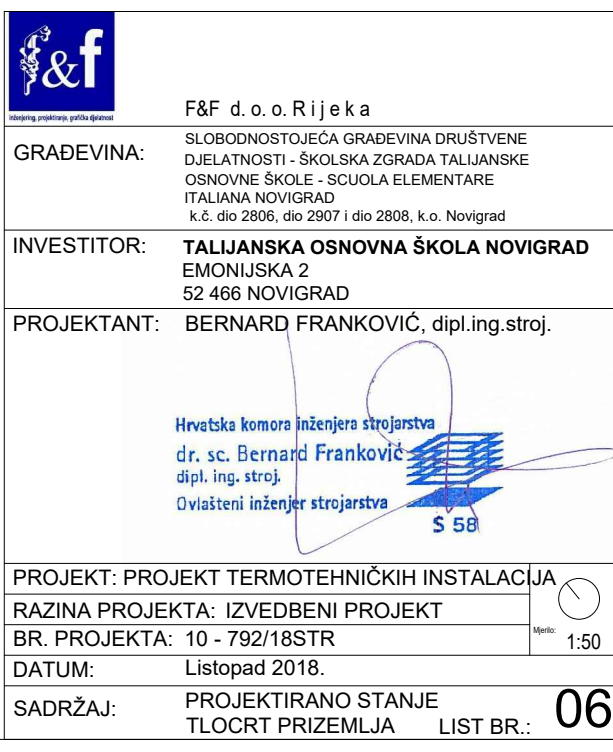 f&f
inženjering, projektiranje, grafička djelatnost
F&F d.o.o. Rijeka
GRAĐEVINA:
SLOBODNOSTOJEĆA GRAĐEVINA DRUŠTVENE
DJELATNOSTI - ŠKOLSKA ZGRADA TALIJANSKE
OSNOVNE ŠKOLE - SCUOLA ELEMENTARE
ITALIANA NOVIGRAD
k.č. dio 2806, dio 2907 i dio 2808, k.o. Novigrad
INVESTITOR:
TALIJANSKA OSNOVNA ŠKOLA NOVIGRAD
EMONIJSKA 2
52 466 NOVIGRAD
PROJEKTANT: BERNARD FRANKOVIĆ, dipl.ing.stroj.
Hrvatska komora inženjera strojarstva
dr. sc. Bernard Franković
dipl. ing. stroj.
Ovlašteni inženjer strojarstva
S 58
PROJEKT: PROJEKT TERMOTEHNIČKIH INSTALACIJA
RAZINA PROJEKTA: IZVEDBENI PROJEKT
BR. PROJEKTA: 10 - 792/18STR
Mjerilo: 1:50
DATUM: Listopad 2018.
SADRŽAJ:
PROJEKTIRANO STANJE
TLOCRT PRIZEMLJA
LIST BR.: 06